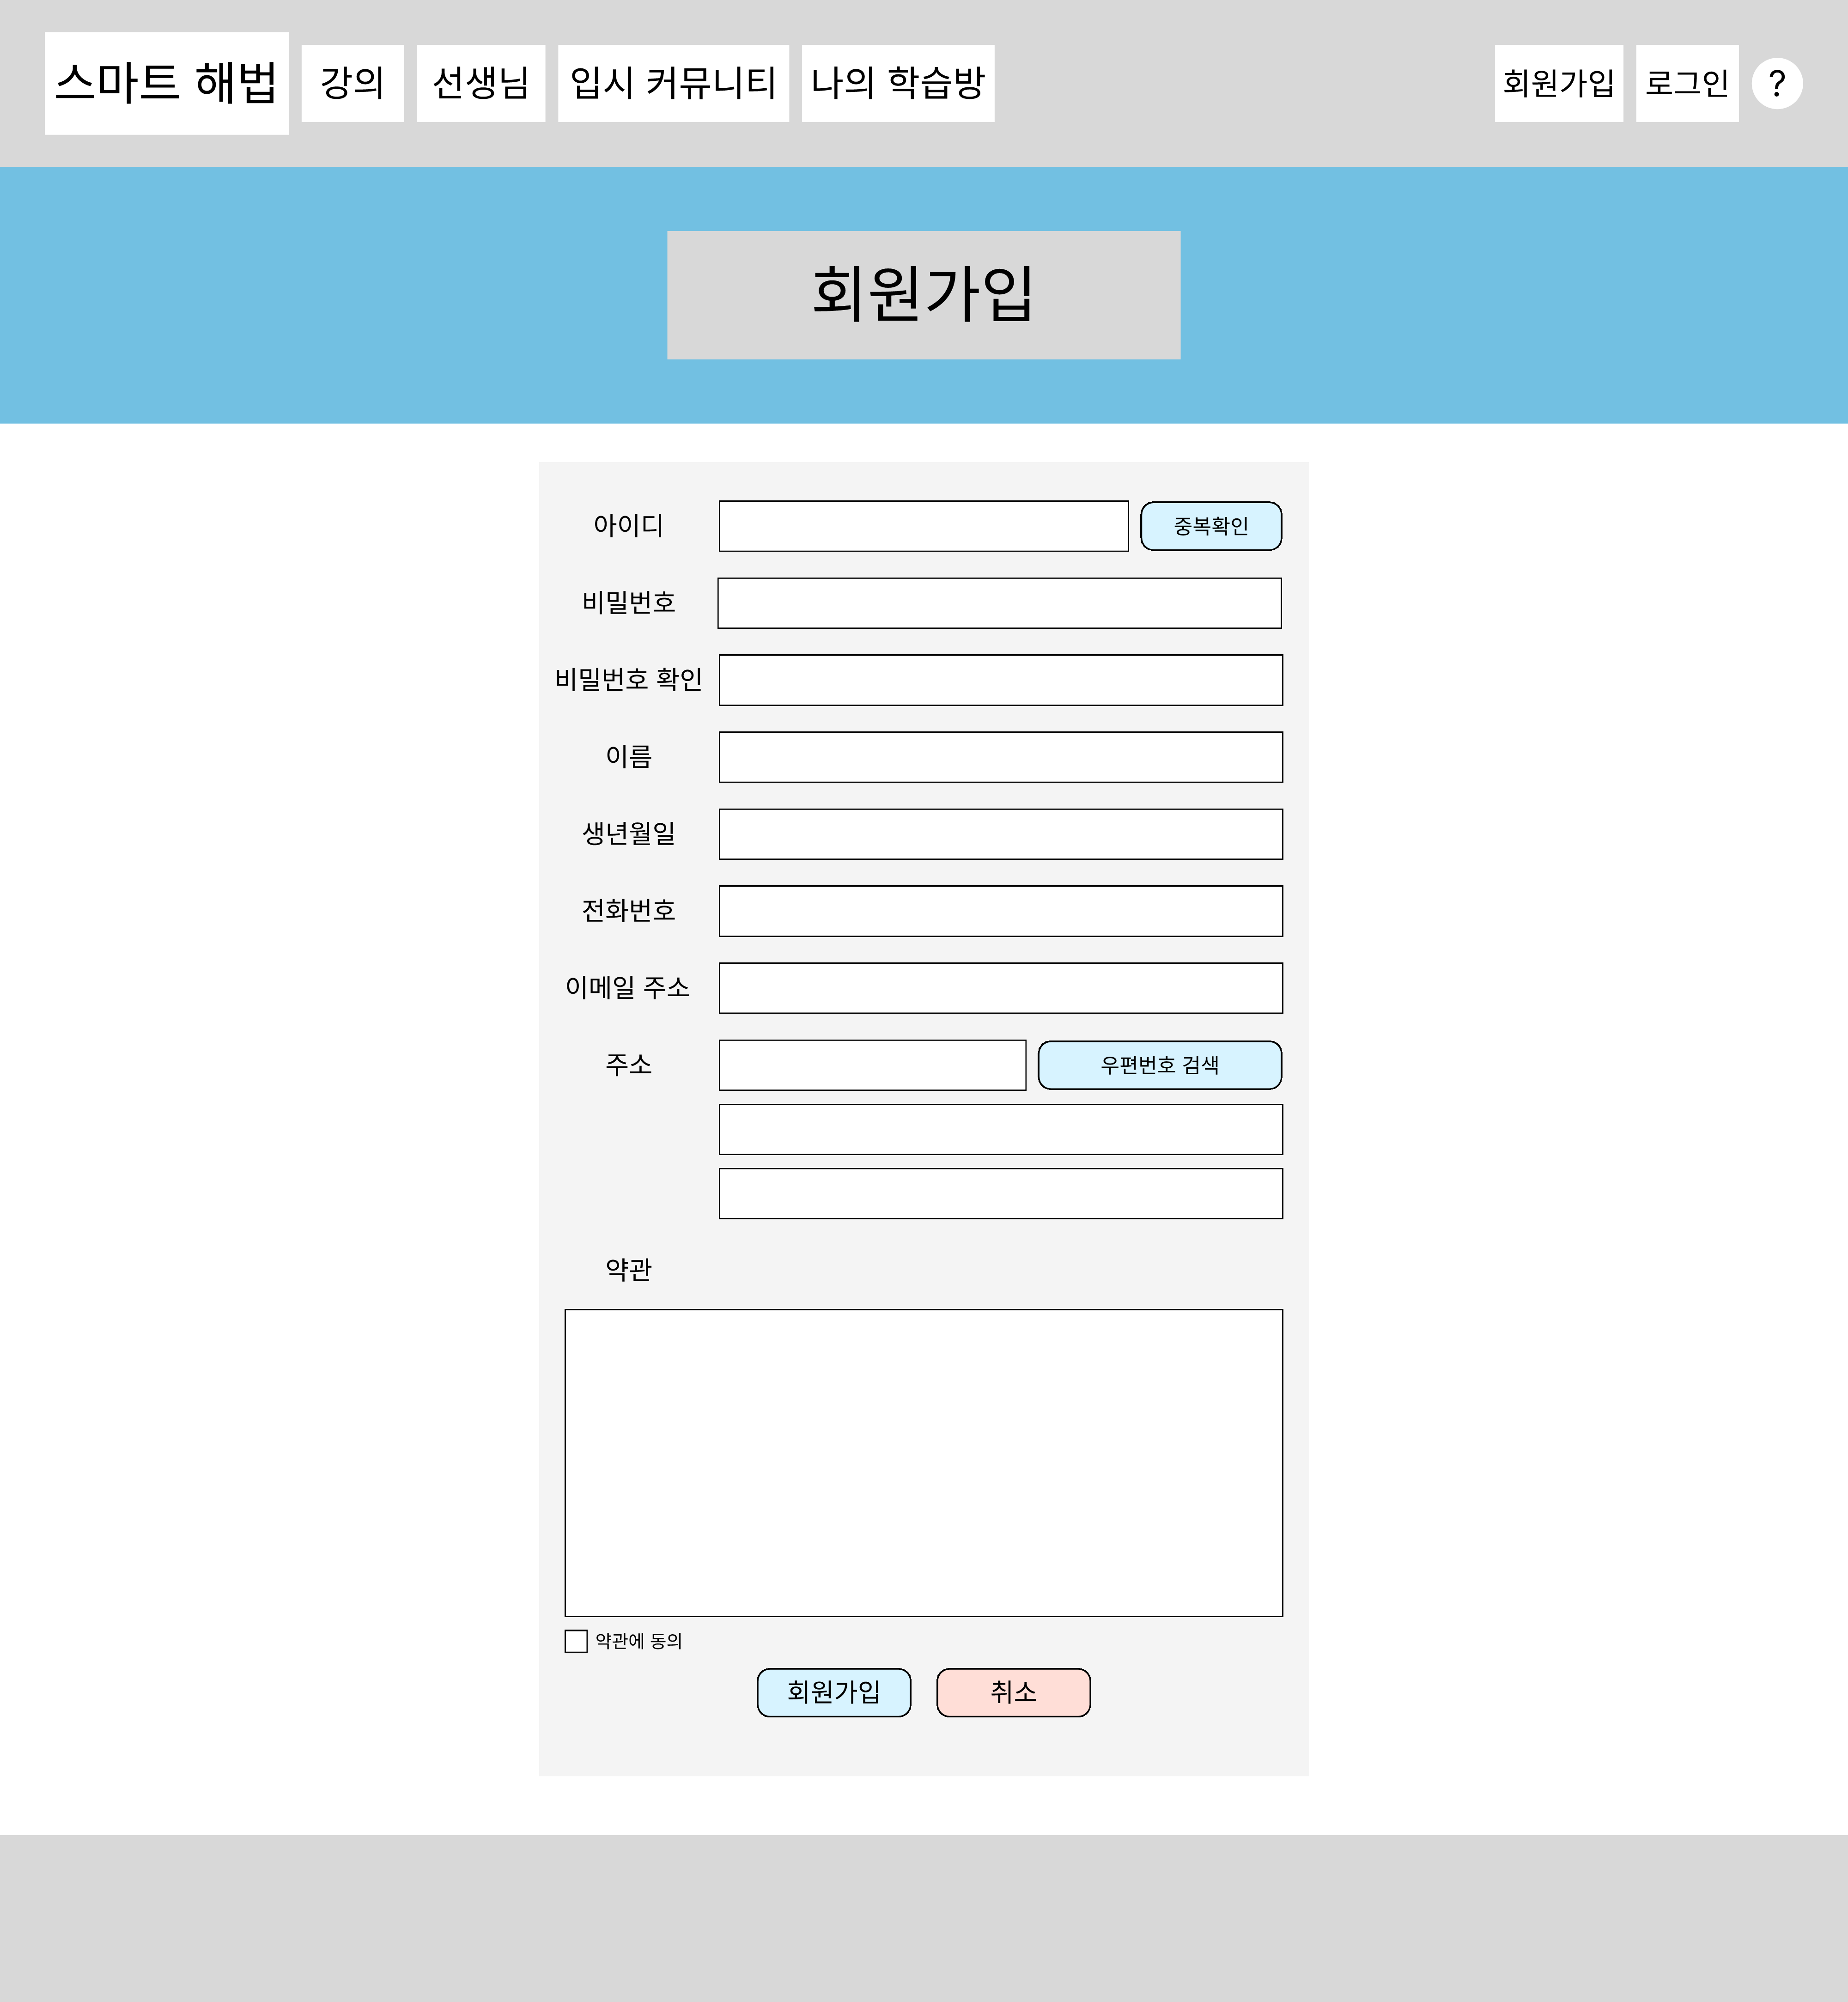 스마트 해법 강의 선생님 입시 커뮤니티 나의 학습방 회원가입 로그인 ?
회원가입
아이디 중복확인
비밀번호
비밀번호 확인
이름
생년월일
전화번호
이메일 주소
주소 우편번호 검색
약관
약관에 동의
회원가입 취소